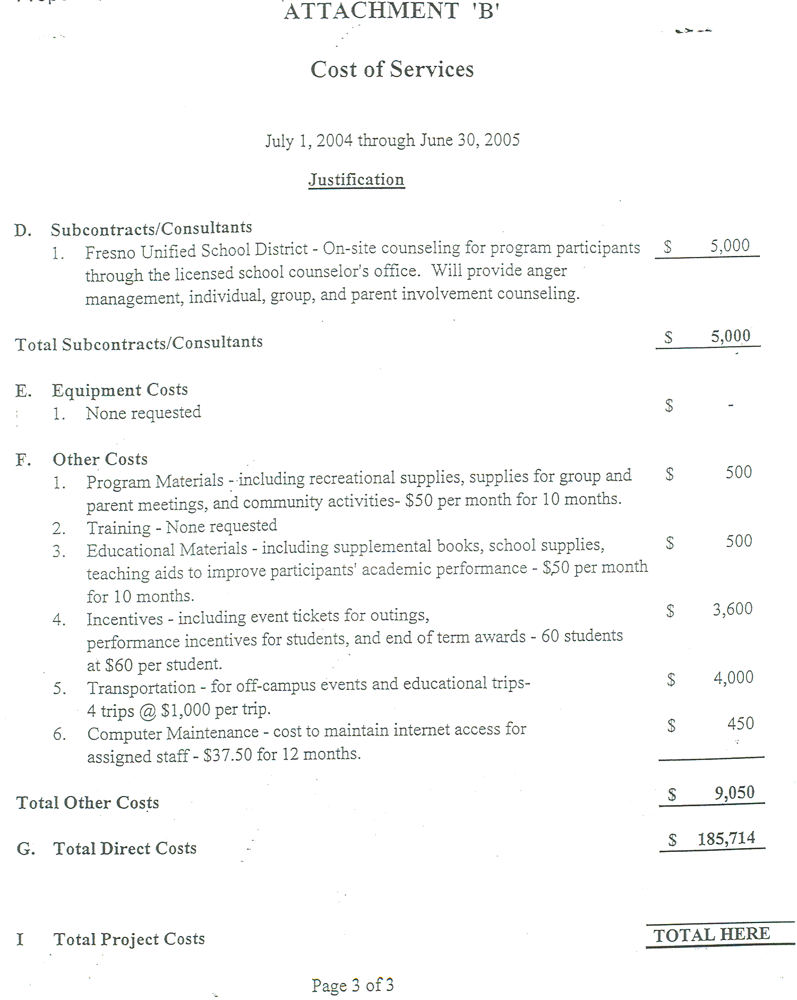 ATTACHMENT 'B'
Cost of Services
July 1, 2004 through June 30, 2005
Justification
D. Subcontracts/Consultants
1. Fresno Unified School District - On-site counseling for program participants $ 5,000
through the licensed school counselor's office. Will provide anger
management, individual, group, and parent involvement counseling.
Total Subcontracts/Consultants $ 5,000
E. Equipment Costs
1. None requested $ -
F. Other Costs
1. Program Materials - including recreational supplies, supplies for group and $ 500
parent meetings, and community activities- $50 per month for 10 months.
2. Training - None requested
3. Educational Materials - including supplemental books, school supplies, $ 500
teaching aids to improve participants' academic performance - $50 per month
for 10 months.
4. Incentives - including event tickets for outings, $ 3,600
performance incentives for students, and end of term awards - 60 students
at $60 per student.
5. Transportation - for off-campus events and educational trips- $ 4,000
4 trips @ $1,000 per trip.
6. Computer Maintenance - cost to maintain internet access for $ 450
assigned staff - $37.50 for 12 months.
Total Other Costs $ 9,050
G. Total Direct Costs $ 185,714
I Total Project Costs TOTAL HERE
Page 3 of 3